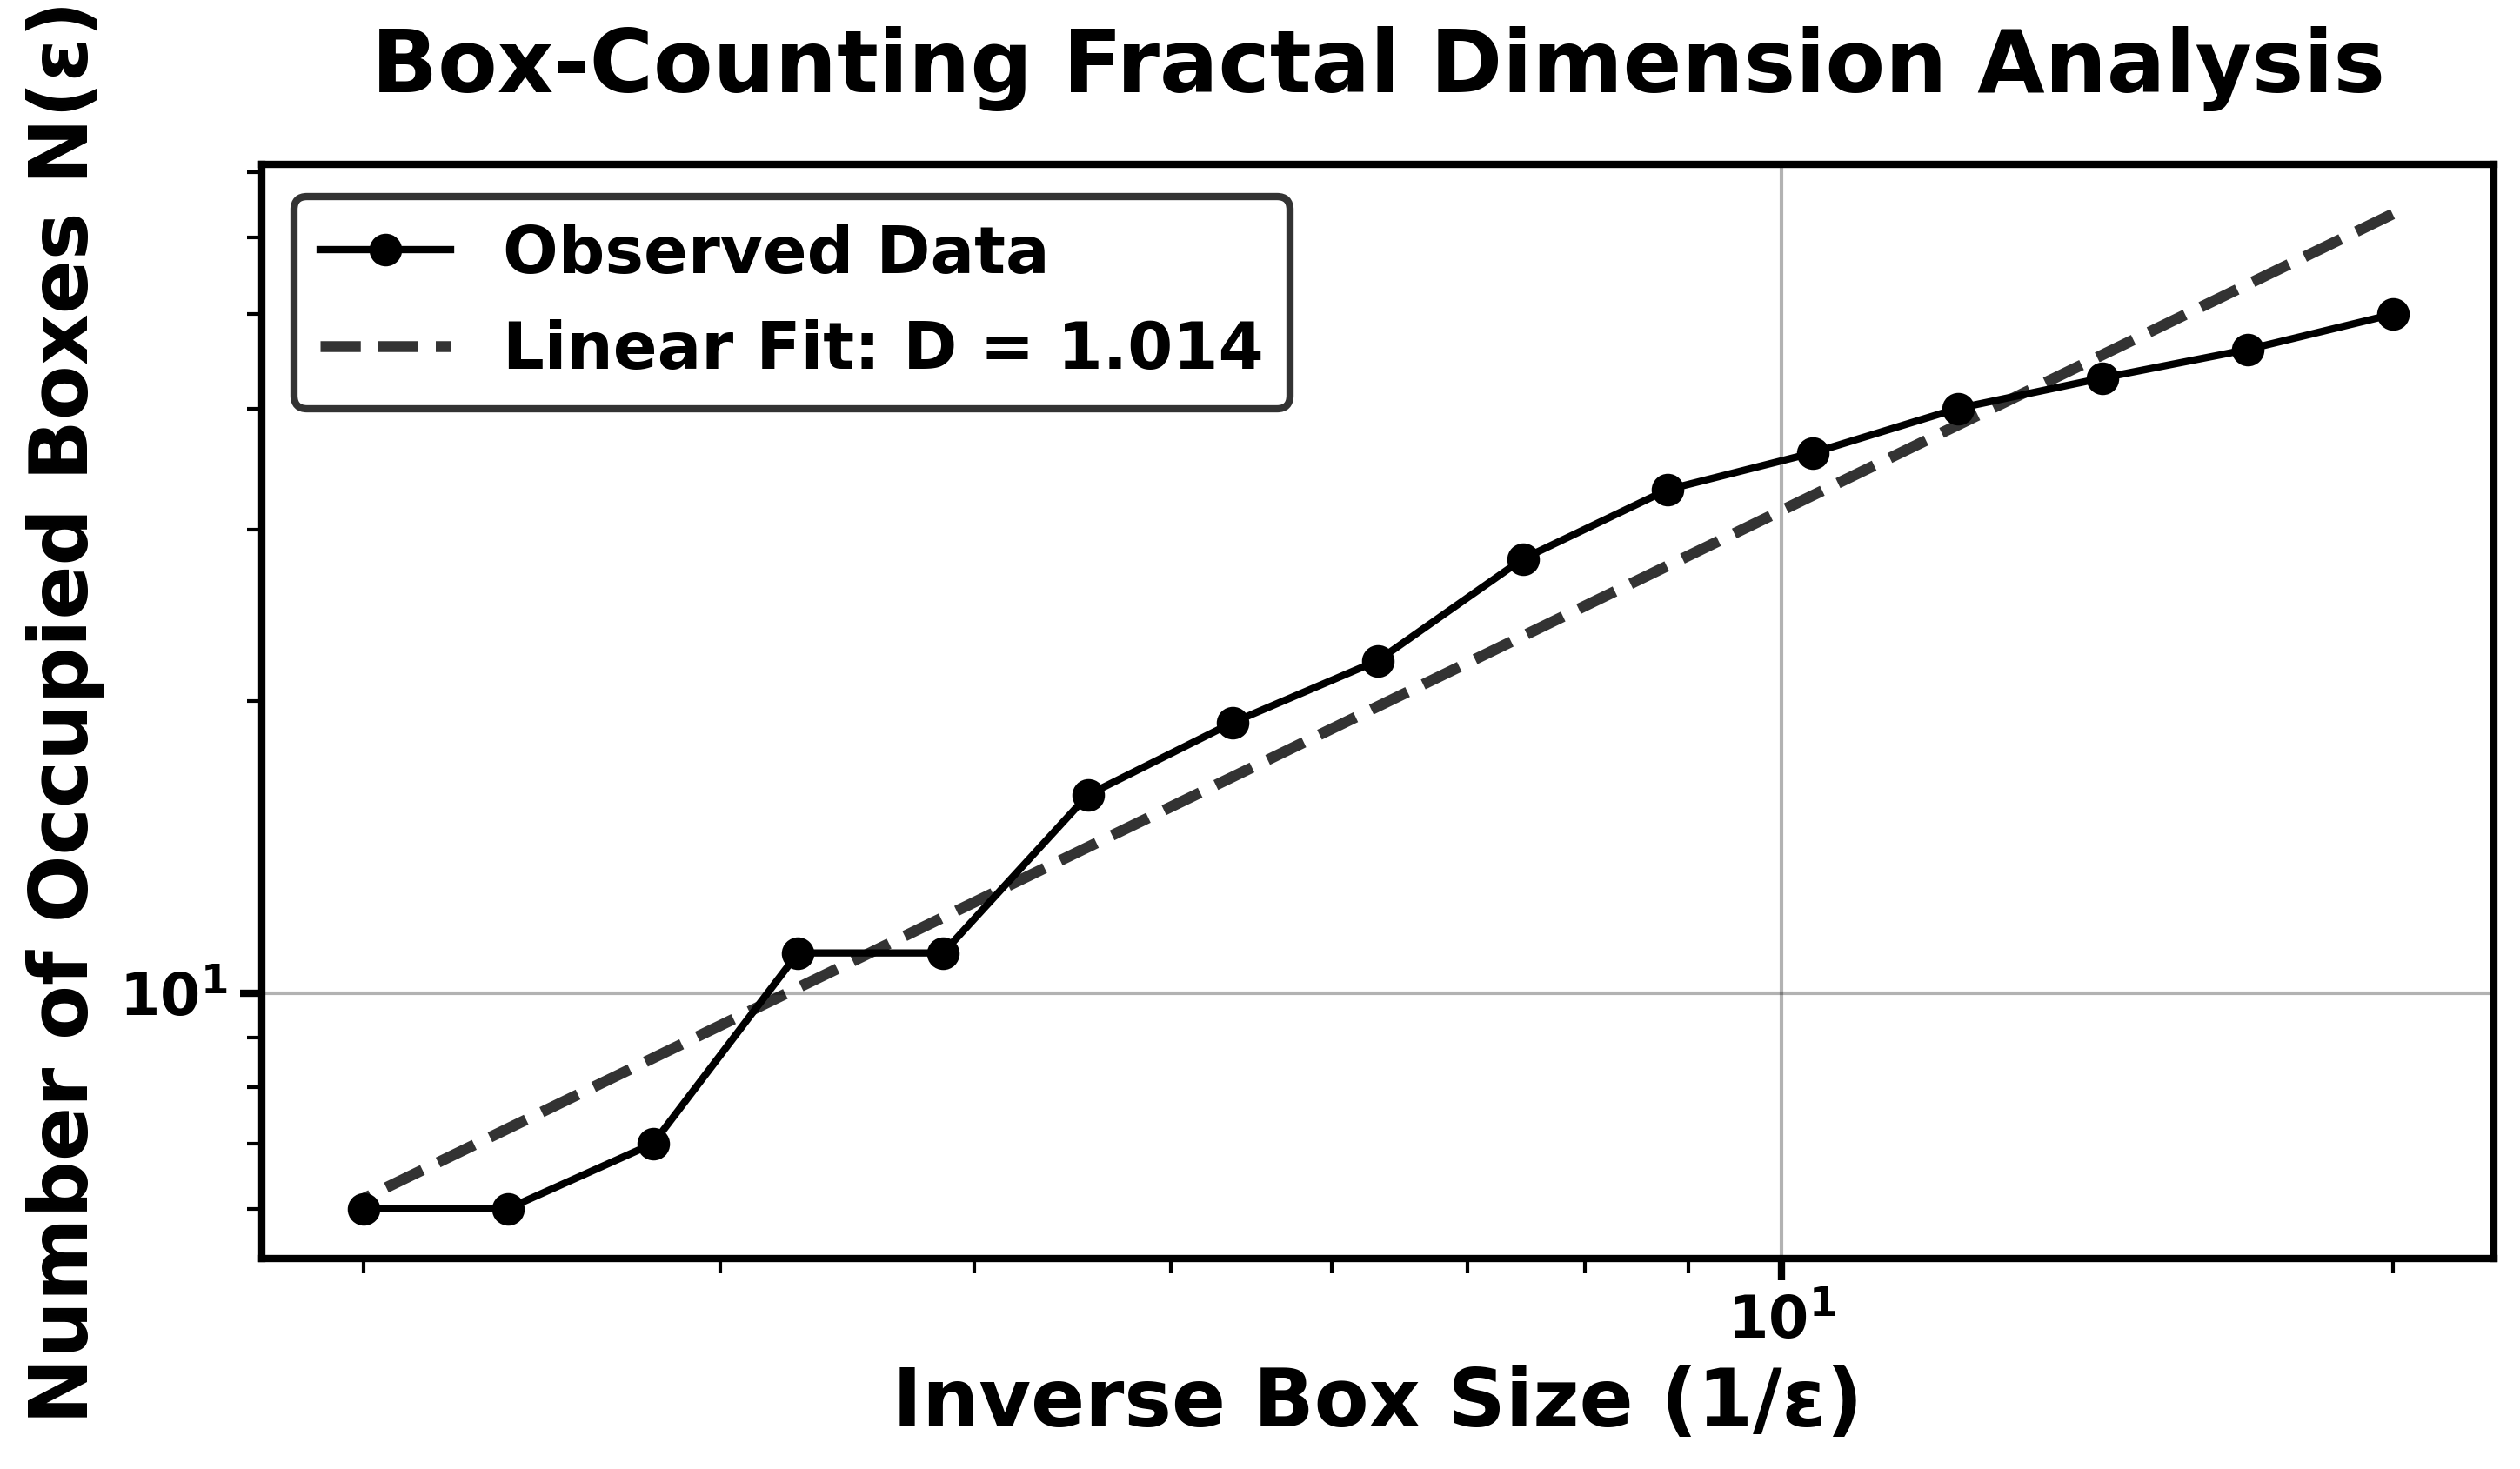 Box-Counting Fractal Dimension Analysis
Number of Occupied Boxes N(ε)
Observed Data
Linear Fit: D = 1.014
10¹
10¹
Inverse Box Size (1/ε)